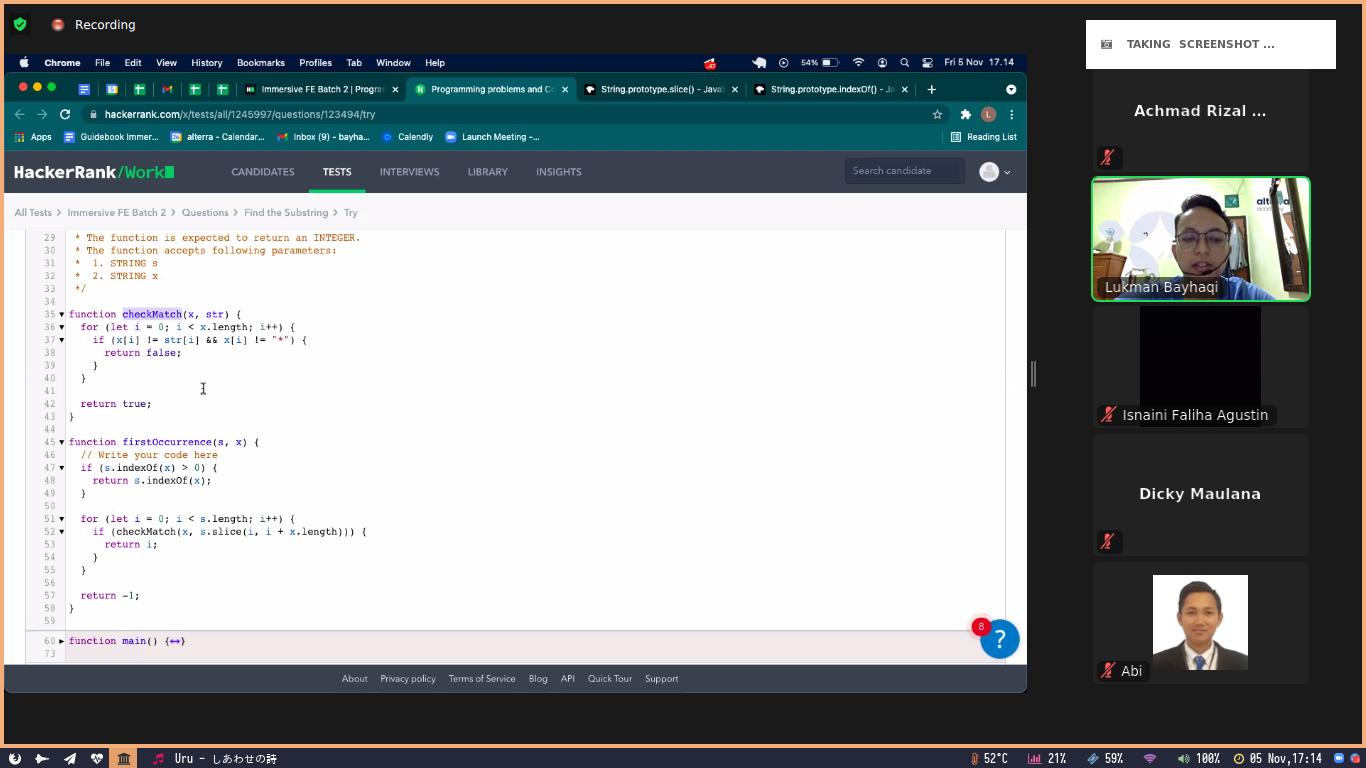 Recording
TAKING SCREENSHOT ...
Chrome File Edit View History Bookmarks Profiles Tab Window Help
54% Fri 5 Nov 17.14
Immersive FE Batch 2 | Progra
Programming problems and Co
String.prototype.slice() - Java
String.prototype.indexOf() - Ja
hackerrank.com/x/tests/all/1245997/questions/123494/try
L
Apps Guidebook Immer... alterra - Calendar... Inbox (9) - bayha... Calendly Launch Meeting -... Reading List
HackerRank/Work CANDIDATES TESTS INTERVIEWS LIBRARY INSIGHTS Search candidate
All Tests > Immersive FE Batch 2 > Questions > Find the Substring > Try
29 * The function is expected to return an INTEGER.
30 * The function accepts following parameters:
31 * 1. STRING s
32 * 2. STRING x
33 */
34
35 function checkMatch(x, str) {
36 for (let i = 0; i < x.length; i++) {
37 if (x[i] != str[i] && x[i] != "*") {
38 return false;
39 }
40 }
41
42 return true;
43 }
44
45 function firstOccurrence(s, x) {
46 // Write your code here
47 if (s.indexOf(x) > 0) {
48 return s.indexOf(x);
49 }
50
51 for (let i = 0; i < s.length; i++) {
52 if (checkMatch(x, s.slice(i, i + x.length))) {
53 return i;
54 }
55 }
56
57 return -1;
58 }
59
60 function main() {↔}
73
8
?
About Privacy policy Terms of Service Blog API Quick Tour Support
Achmad Rizal ...
Lukman Bayhaqi
Isnaini Faliha Agustin
Dicky Maulana
Abi
Uru - しあわせの詩
52°C 21% 59% 100% 05 Nov,17:14